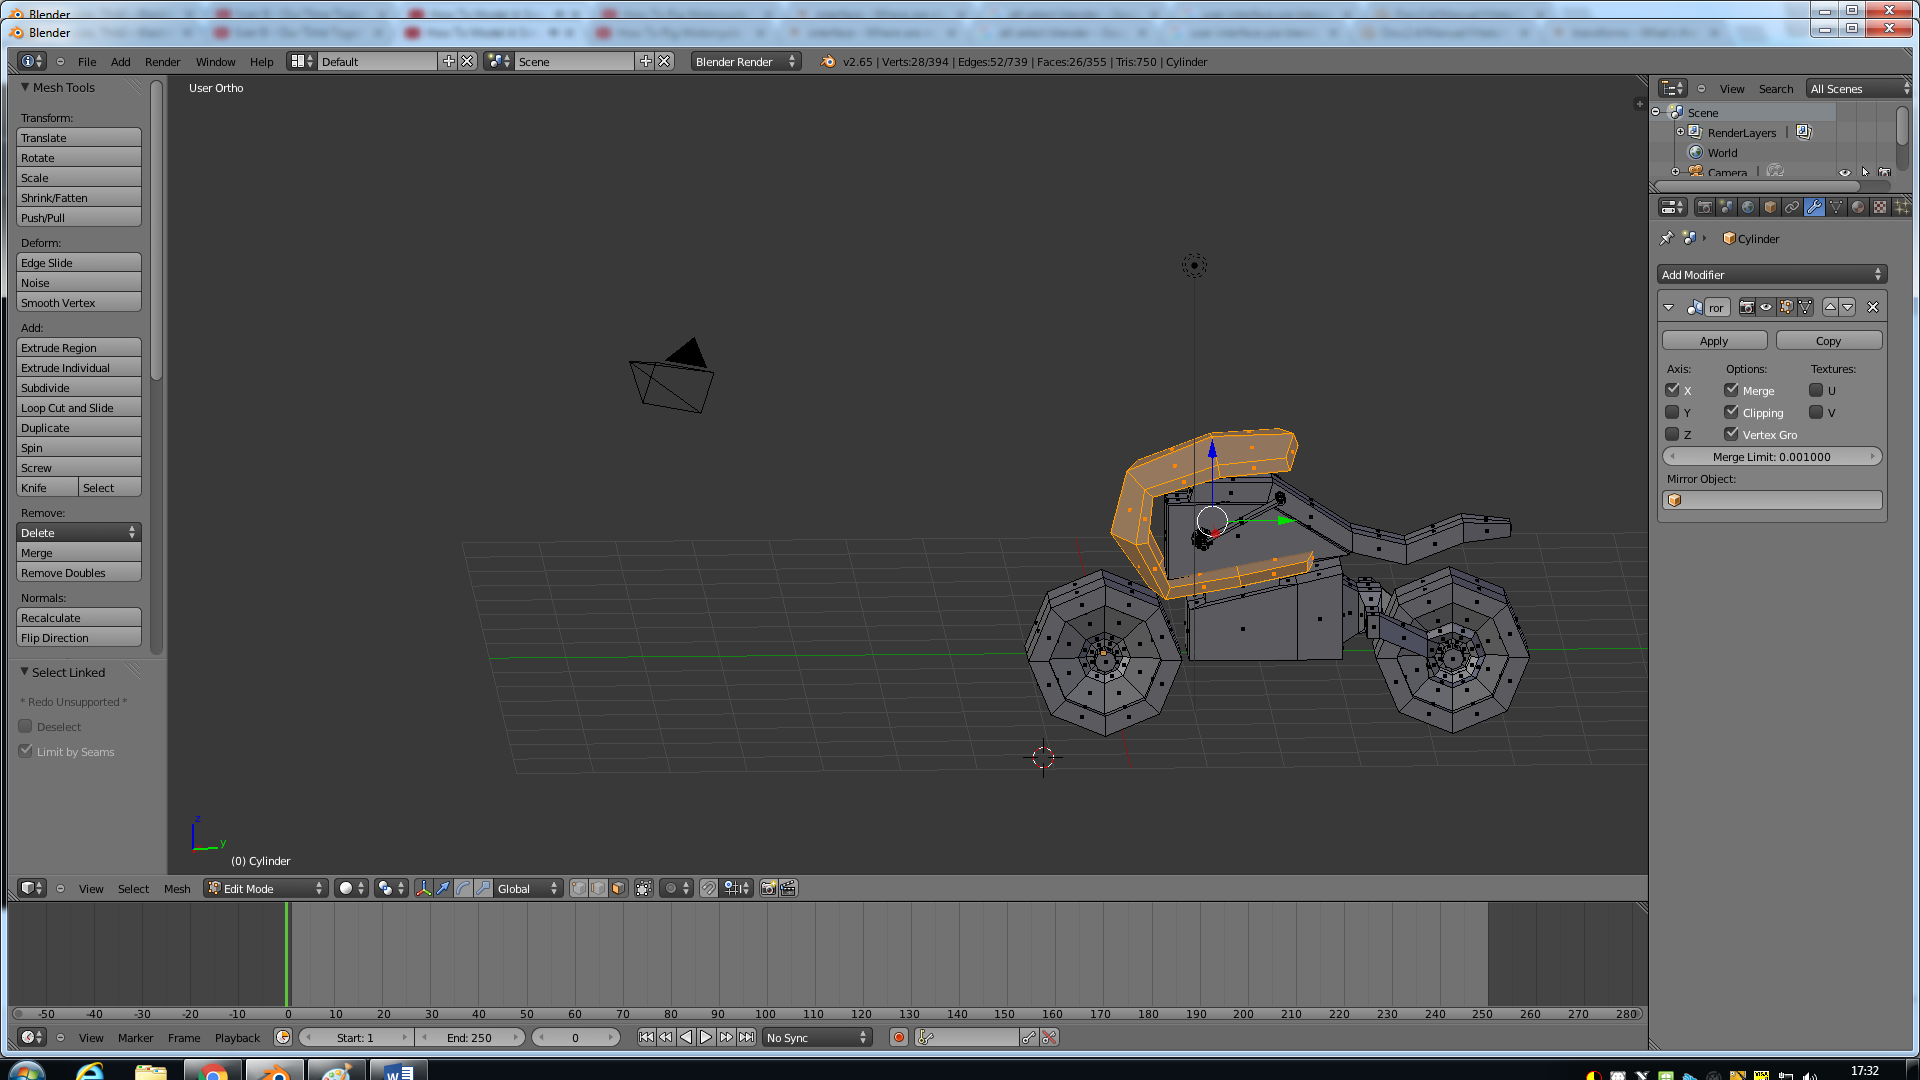 Blender
Blender
File Add Render Window Help Default Scene Blender Render v2.65 | Verts:28/394 | Edges:52/739 | Faces:26/355 | Tris:750 | Cylinder
Mesh Tools
Transform:
Translate
Rotate
Scale
Shrink/Fatten
Push/Pull
Deform:
Edge Slide
Noise
Smooth Vertex
Add:
Extrude Region
Extrude Individual
Subdivide
Loop Cut and Slide
Duplicate
Spin
Screw
Knife Select
Remove:
Delete
Merge
Remove Doubles
Normals:
Recalculate
Flip Direction
Select Linked
* Redo Unsupported *
Deselect
Limit by Seams
User Ortho
z
y
(0) Cylinder
View Select Mesh Edit Mode Global
View Search All Scenes
Scene
RenderLayers
World
Camera
Cylinder
Add Modifier
ror
Apply Copy
Axis: Options: Textures:
X Merge U
Y Clipping V
Z Vertex Gro
Merge Limit: 0.001000
Mirror Object:
-50 -40 -30 -20 -10 0 10 20 30 40 50 60 70 80 90 100 110 120 130 140 150 160 170 180 190 200 210 220 230 240 250 260 270 280
View Marker Frame Playback Start: 1 End: 250 0 No Sync
17:32